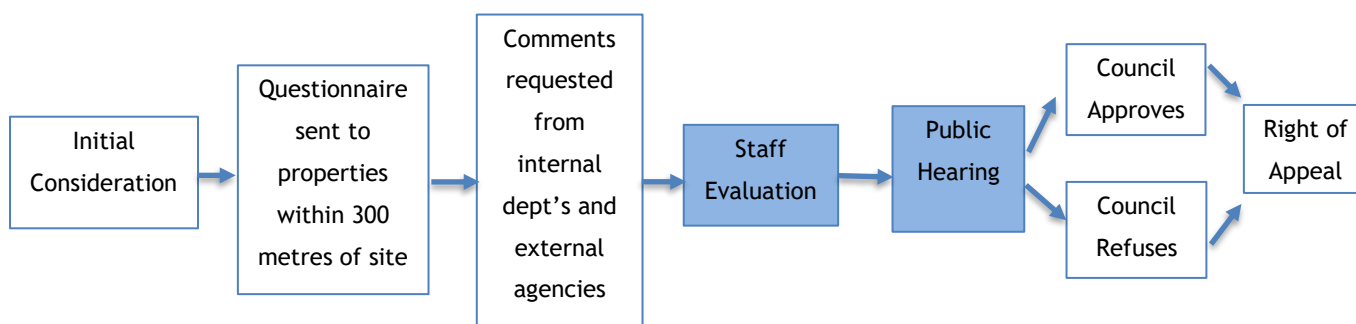 Initial
Consideration
Questionnaire
sent to
properties
within 300
metres of site
Comments
requested
from
internal
dept’s and
external
agencies
Staff
Evaluation
Public
Hearing
Council
Approves
Council
Refuses
Right of
Appeal